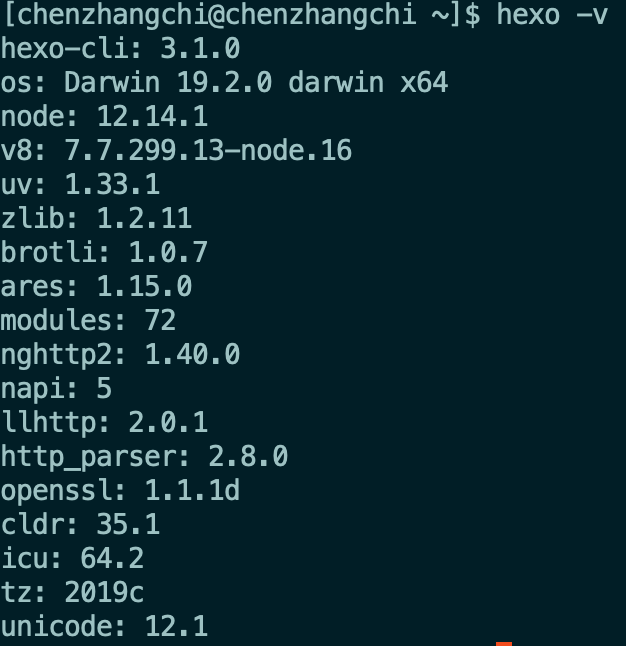 [chenzhangchi@chenzhangchi ~]$ hexo -v
hexo-cli: 3.1.0
os: Darwin 19.2.0 darwin x64
node: 12.14.1
v8: 7.7.299.13-node.16
uv: 1.33.1
zlib: 1.2.11
brotli: 1.0.7
ares: 1.15.0
modules: 72
nghttp2: 1.40.0
napi: 5
llhttp: 2.0.1
http_parser: 2.8.0
openssl: 1.1.1d
cldr: 35.1
icu: 64.2
tz: 2019c
unicode: 12.1